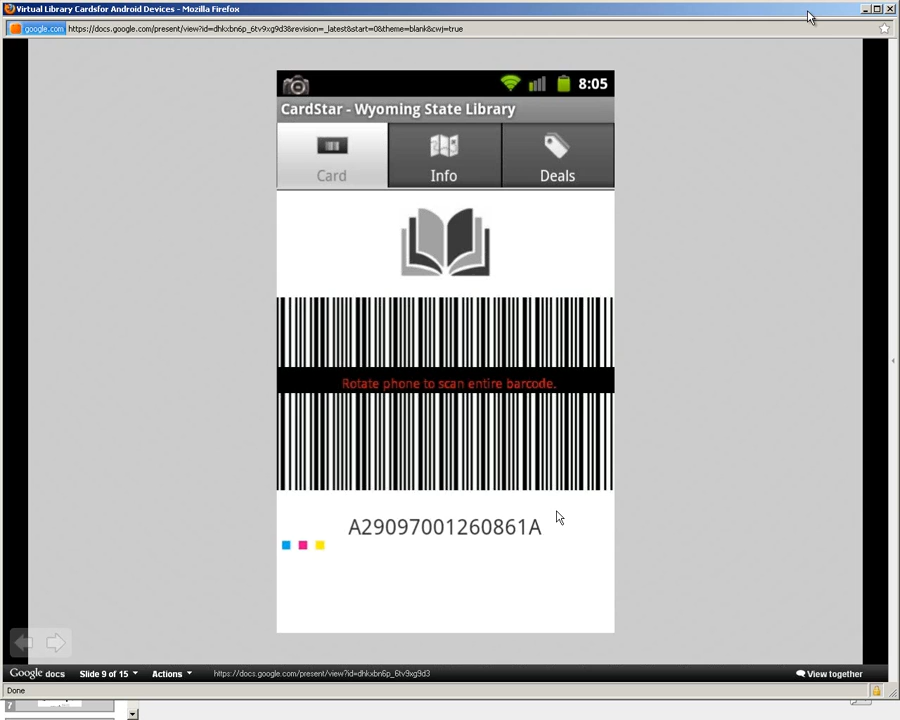 Virtual Library Cardsfor Android Devices - Mozilla Firefox
google.com https://docs.google.com/present/view?id=dhkxbn6p_6tv9xg9d3&revision=_latest&start=0&theme=blank&cwj=true
8:05
CardStar - Wyoming State Library
Card Info Deals
Rotate phone to scan entire barcode.
A29097001260861A
Google docs Slide 9 of 15 Actions https://docs.google.com/present/view?id=dhkxbn6p_6tv9xg9d3 View together
Done
7